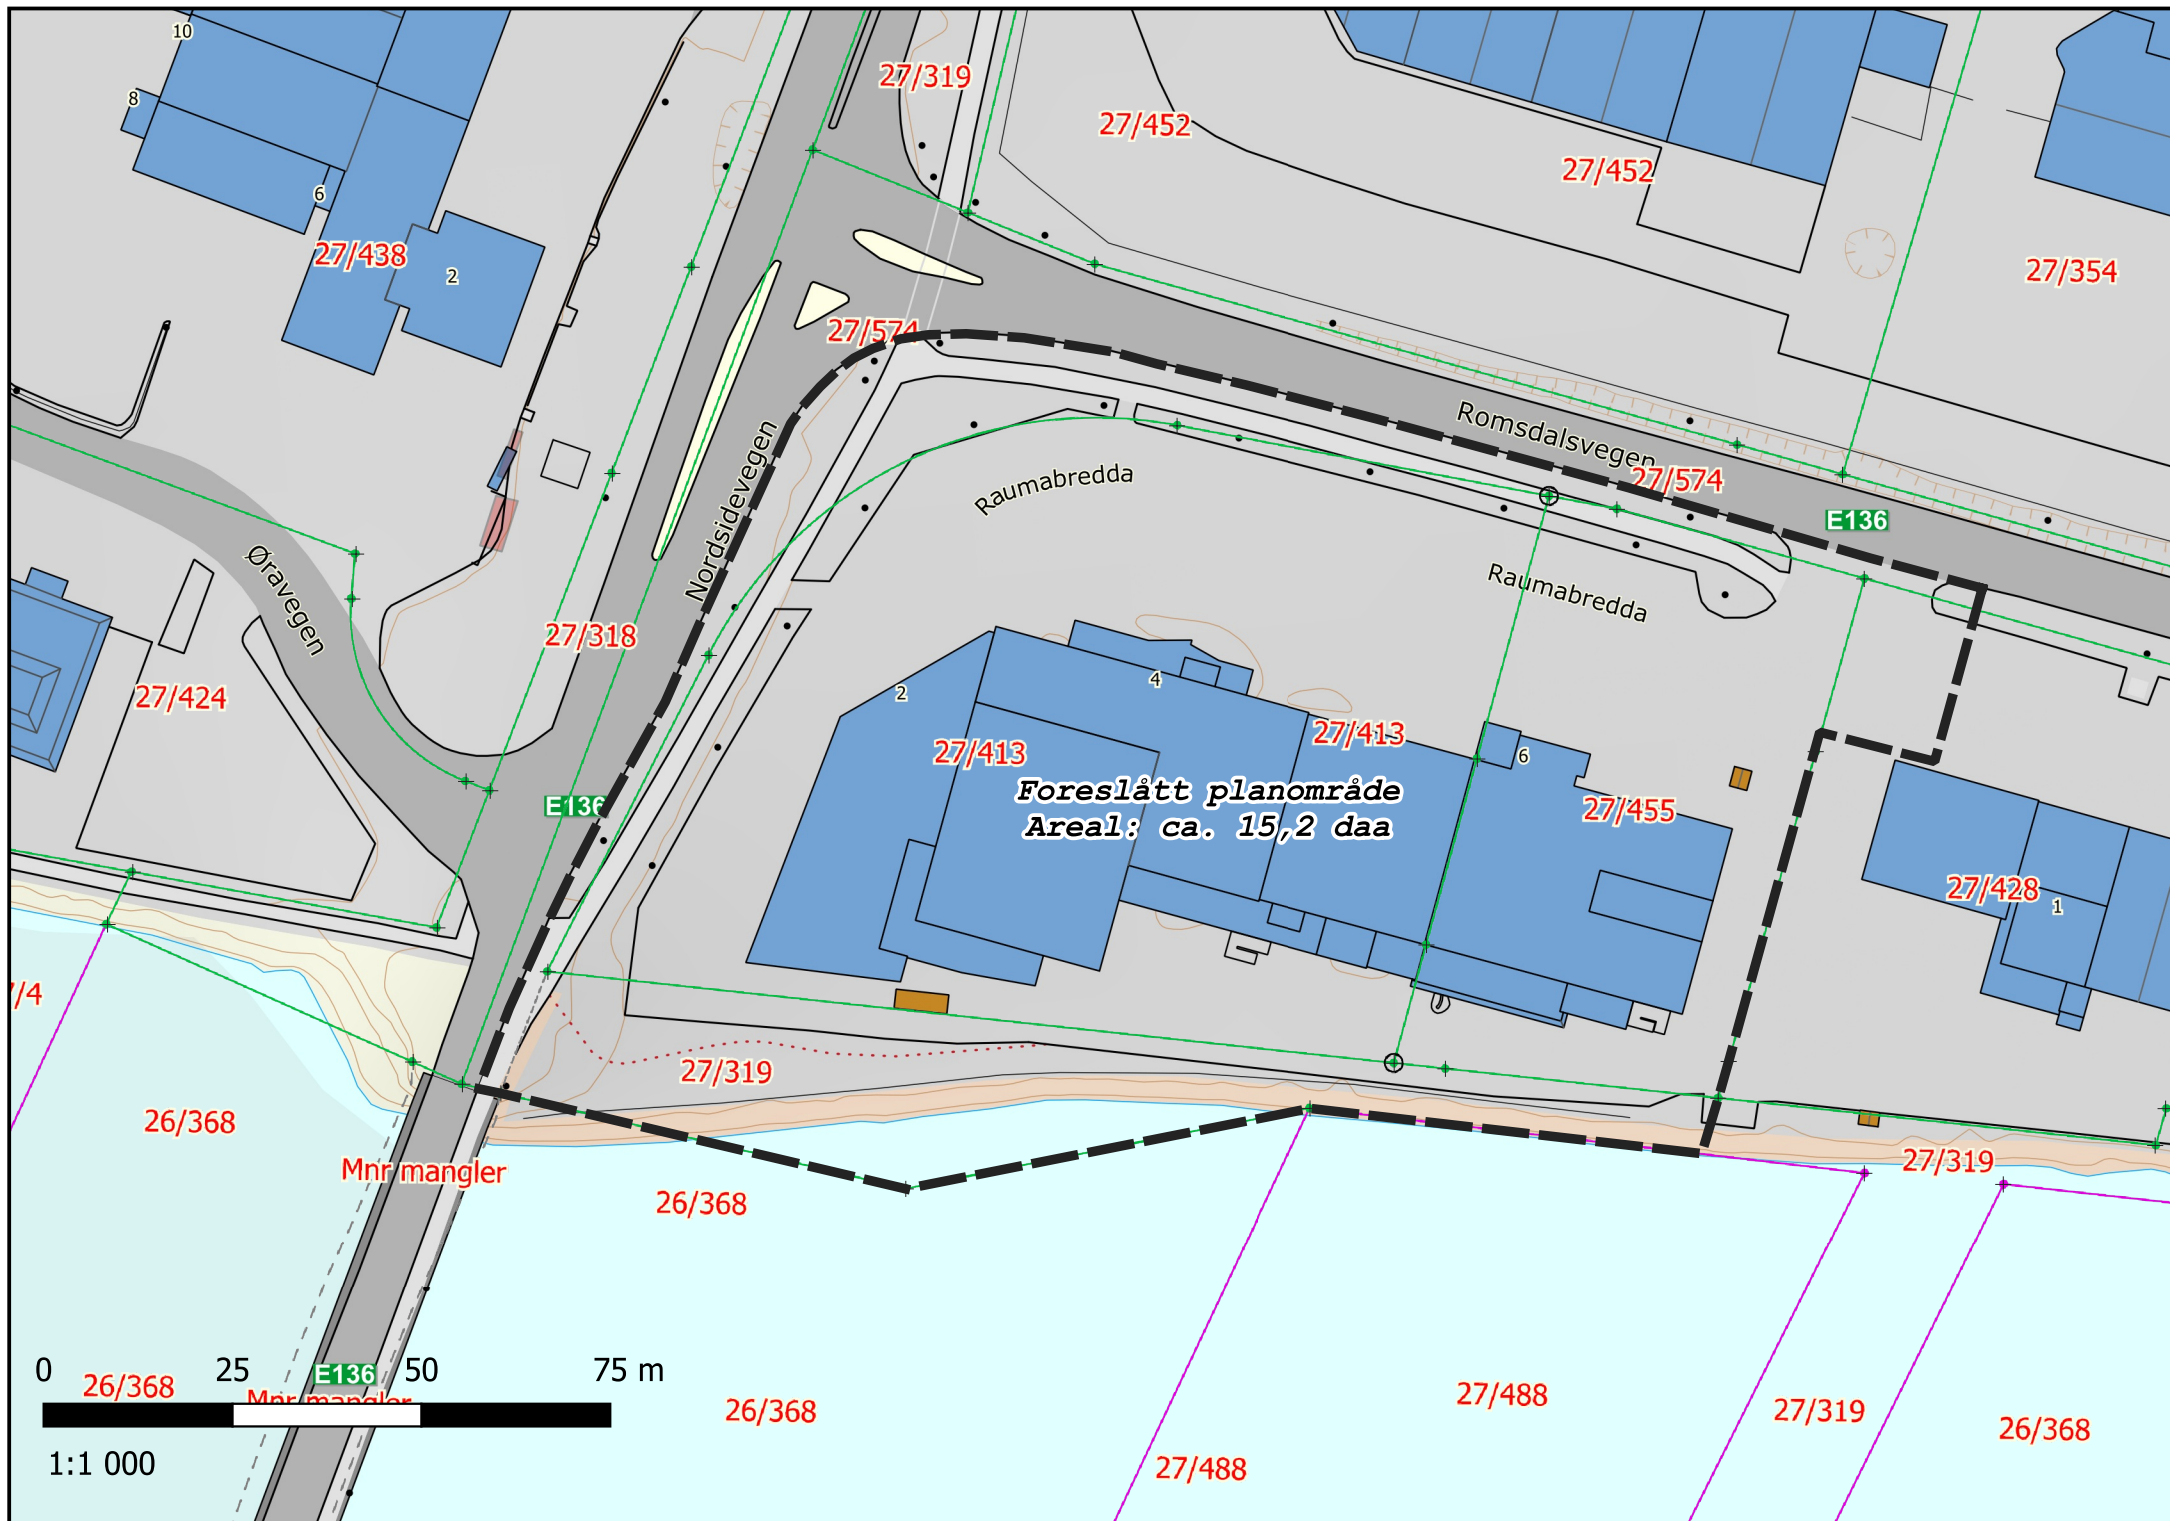 10
27/319
8
27/452
27/452
6
27/438
2
27/354
27/574
Romsdalsvegen
27/574
Raumabredda
E136
Nordsidevegen
Øravegen
Raumabredda
27/318
27/424
4
2
27/413
27/413
6
Foreslått planområde
Areal: ca. 15,2 daa
E136
27/455
27/428
1
27/319
26/368
Mnr mangler
27/319
26/368
0 25 50 75 m
26/368
E136
Mnr mangler
26/368
27/488
27/319
26/368
1:1 000
27/488